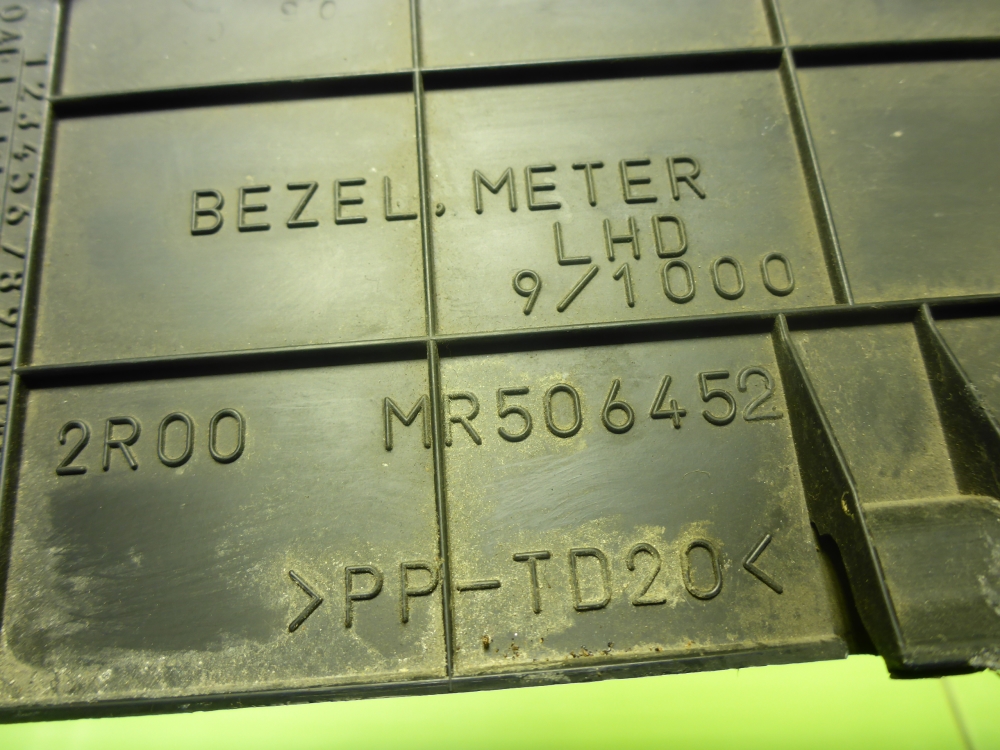 BEZEL, METER
LHD
9/1000
2R00 MR506452
>PP-TD20<